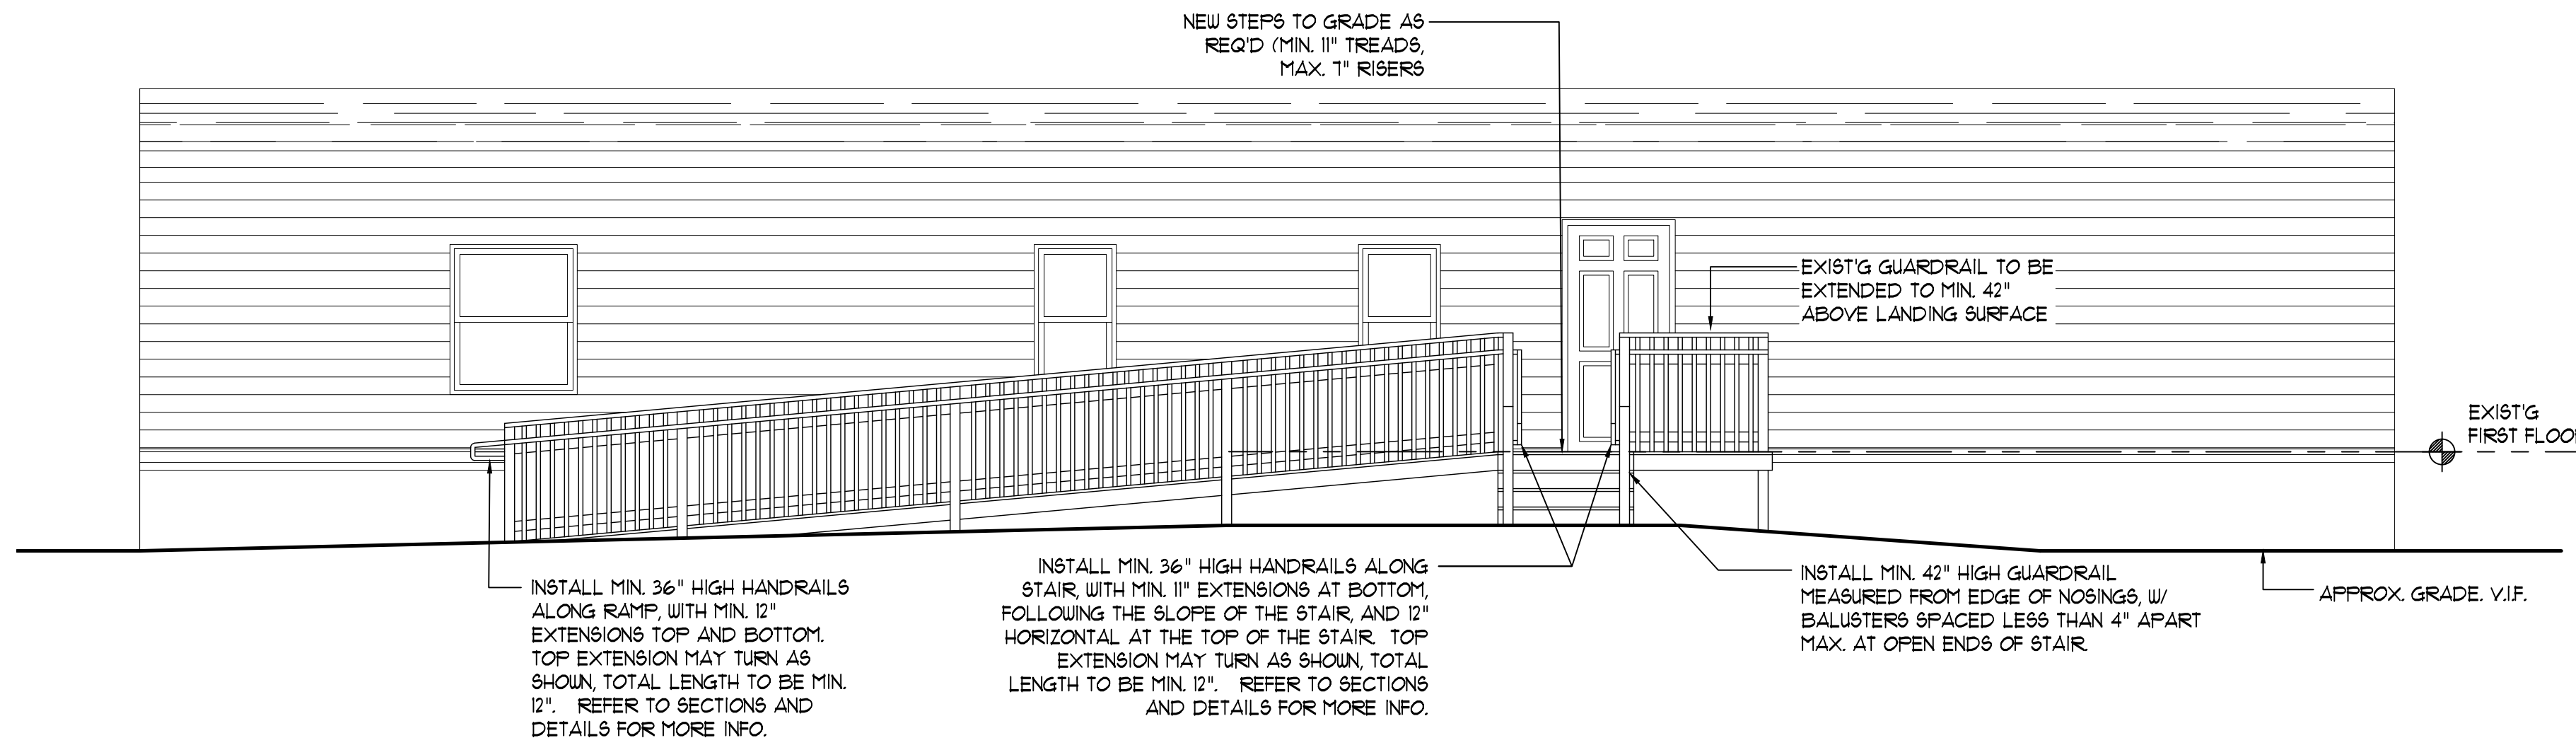 NEW STEPS TO GRADE AS
REQ'D (MIN. 11" TREADS,
MAX. 7" RISERS
EXIST'G GUARDRAIL TO BE
EXTENDED TO MIN. 42"
ABOVE LANDING SURFACE
EXIST'G
FIRST FLOO
INSTALL MIN. 36" HIGH HANDRAILS
ALONG RAMP, WITH MIN. 12"
EXTENSIONS TOP AND BOTTOM.
TOP EXTENSION MAY TURN AS
SHOWN, TOTAL LENGTH TO BE MIN.
12". REFER TO SECTIONS AND
DETAILS FOR MORE INFO.
INSTALL MIN. 36" HIGH HANDRAILS ALONG
STAIR, WITH MIN. 11" EXTENSIONS AT BOTTOM,
FOLLOWING THE SLOPE OF THE STAIR, AND 12"
HORIZONTAL AT THE TOP OF THE STAIR. TOP
EXTENSION MAY TURN AS SHOWN, TOTAL
LENGTH TO BE MIN. 12". REFER TO SECTIONS
AND DETAILS FOR MORE INFO.
INSTALL MIN. 42" HIGH GUARDRAIL
MEASURED FROM EDGE OF NOSINGS, W/
BALUSTERS SPACED LESS THAN 4" APART
MAX. AT OPEN ENDS OF STAIR.
APPROX. GRADE. V.I.F.